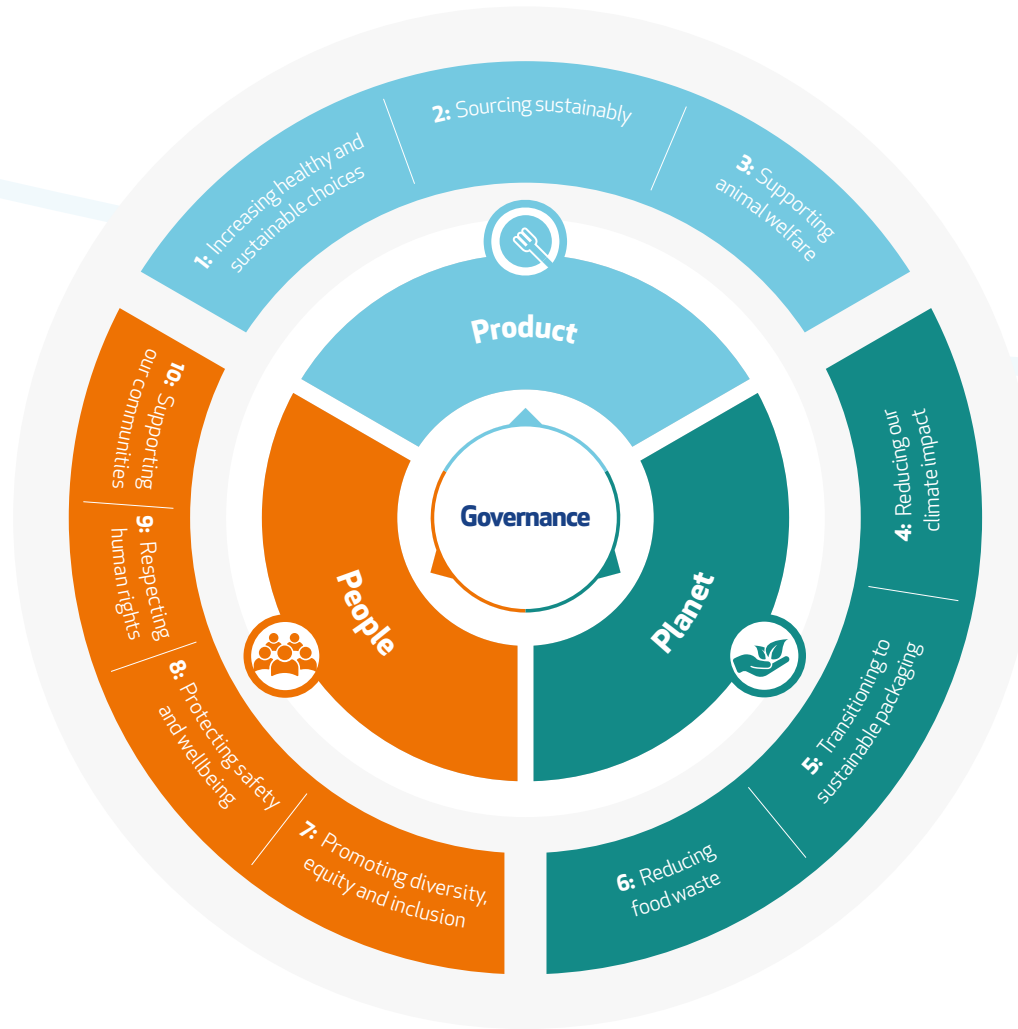 1: Increasing healthy and
sustainable choices
2: Sourcing sustainably
3: Supporting
animal welfare
4: Reducing our
climate impact
5: Transitioning to
sustainable packaging
6: Reducing
food waste
7: Promoting diversity,
equity and inclusion
8: Protecting safety
and wellbeing
9: Respecting
human rights
10: Supporting
our communities
Product
Planet
People
Governance